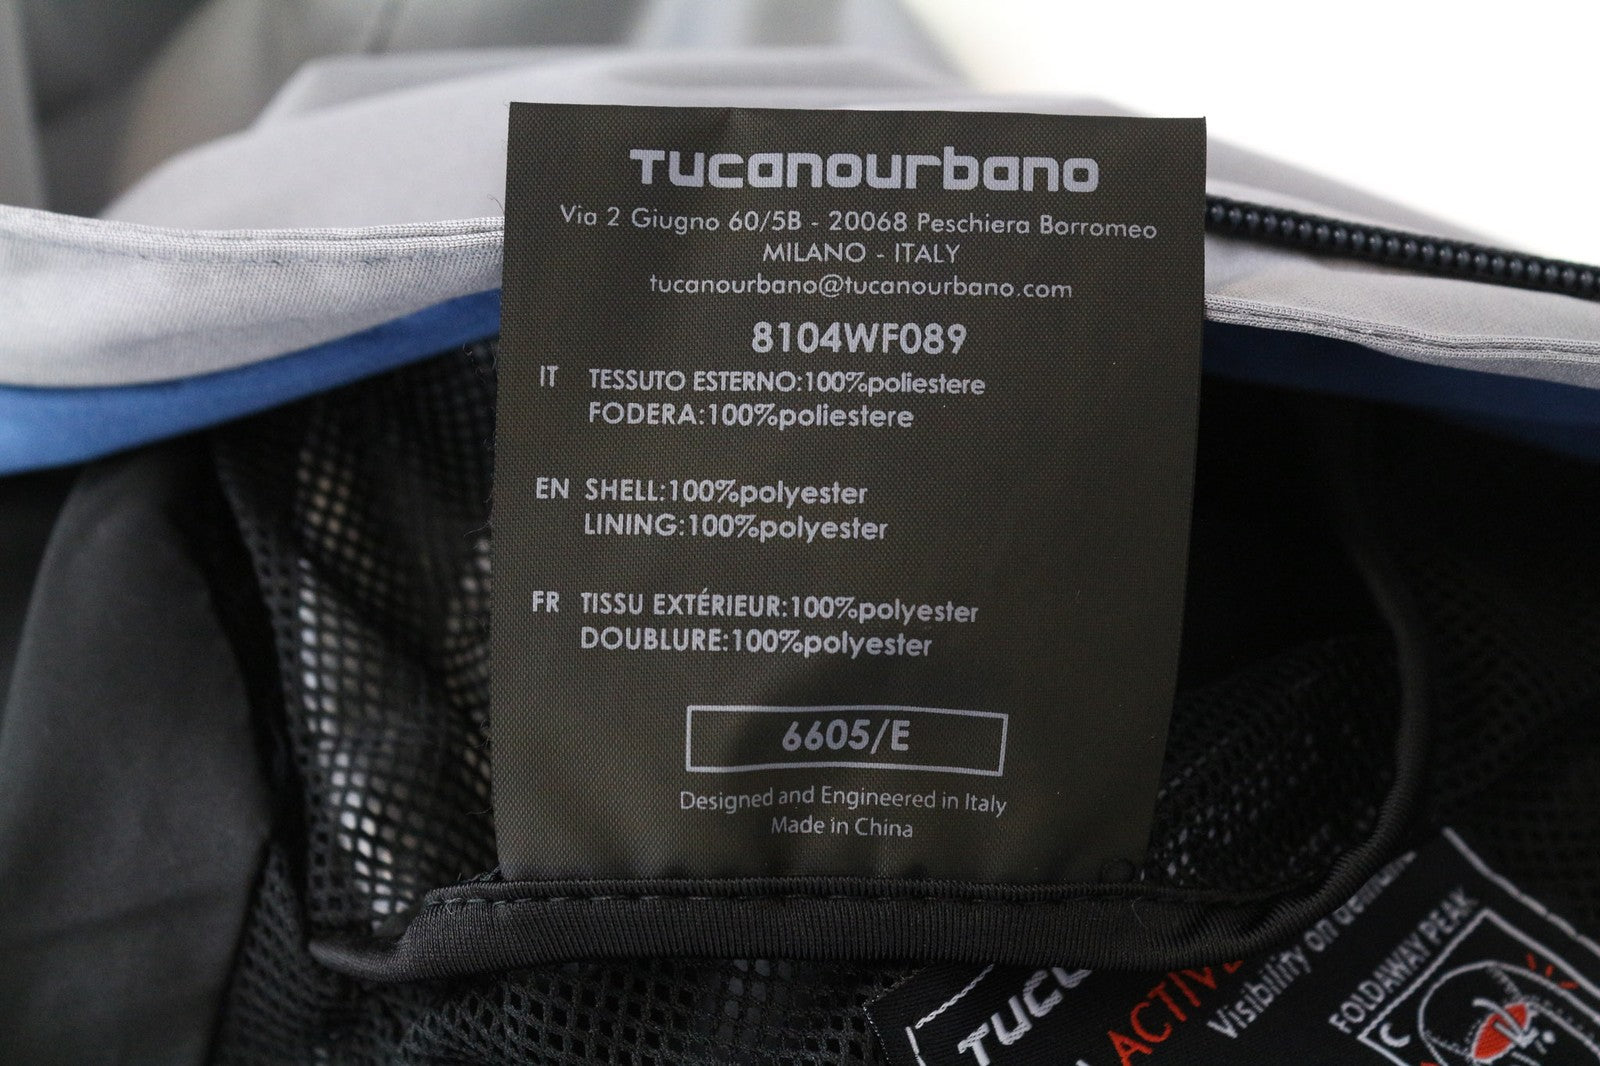 TUCANOURBANO
Via 2 Giugno 60/5B - 20068 Peschiera Borromeo
MILANO - ITALY
tucanourbano@tucanourbano.com
8104WF089
IT TESSUTO ESTERNO:100%poliestere
FODERA:100%poliestere
EN SHELL:100%polyester
LINING:100%polyester
FR TISSU EXTÉRIEUR:100%polyester
DOUBLURE:100%polyester
6605/E
Designed and Engineered in Italy
Made in China
ACTIVE
Visibility on
FOLDAWAY PEAK
C